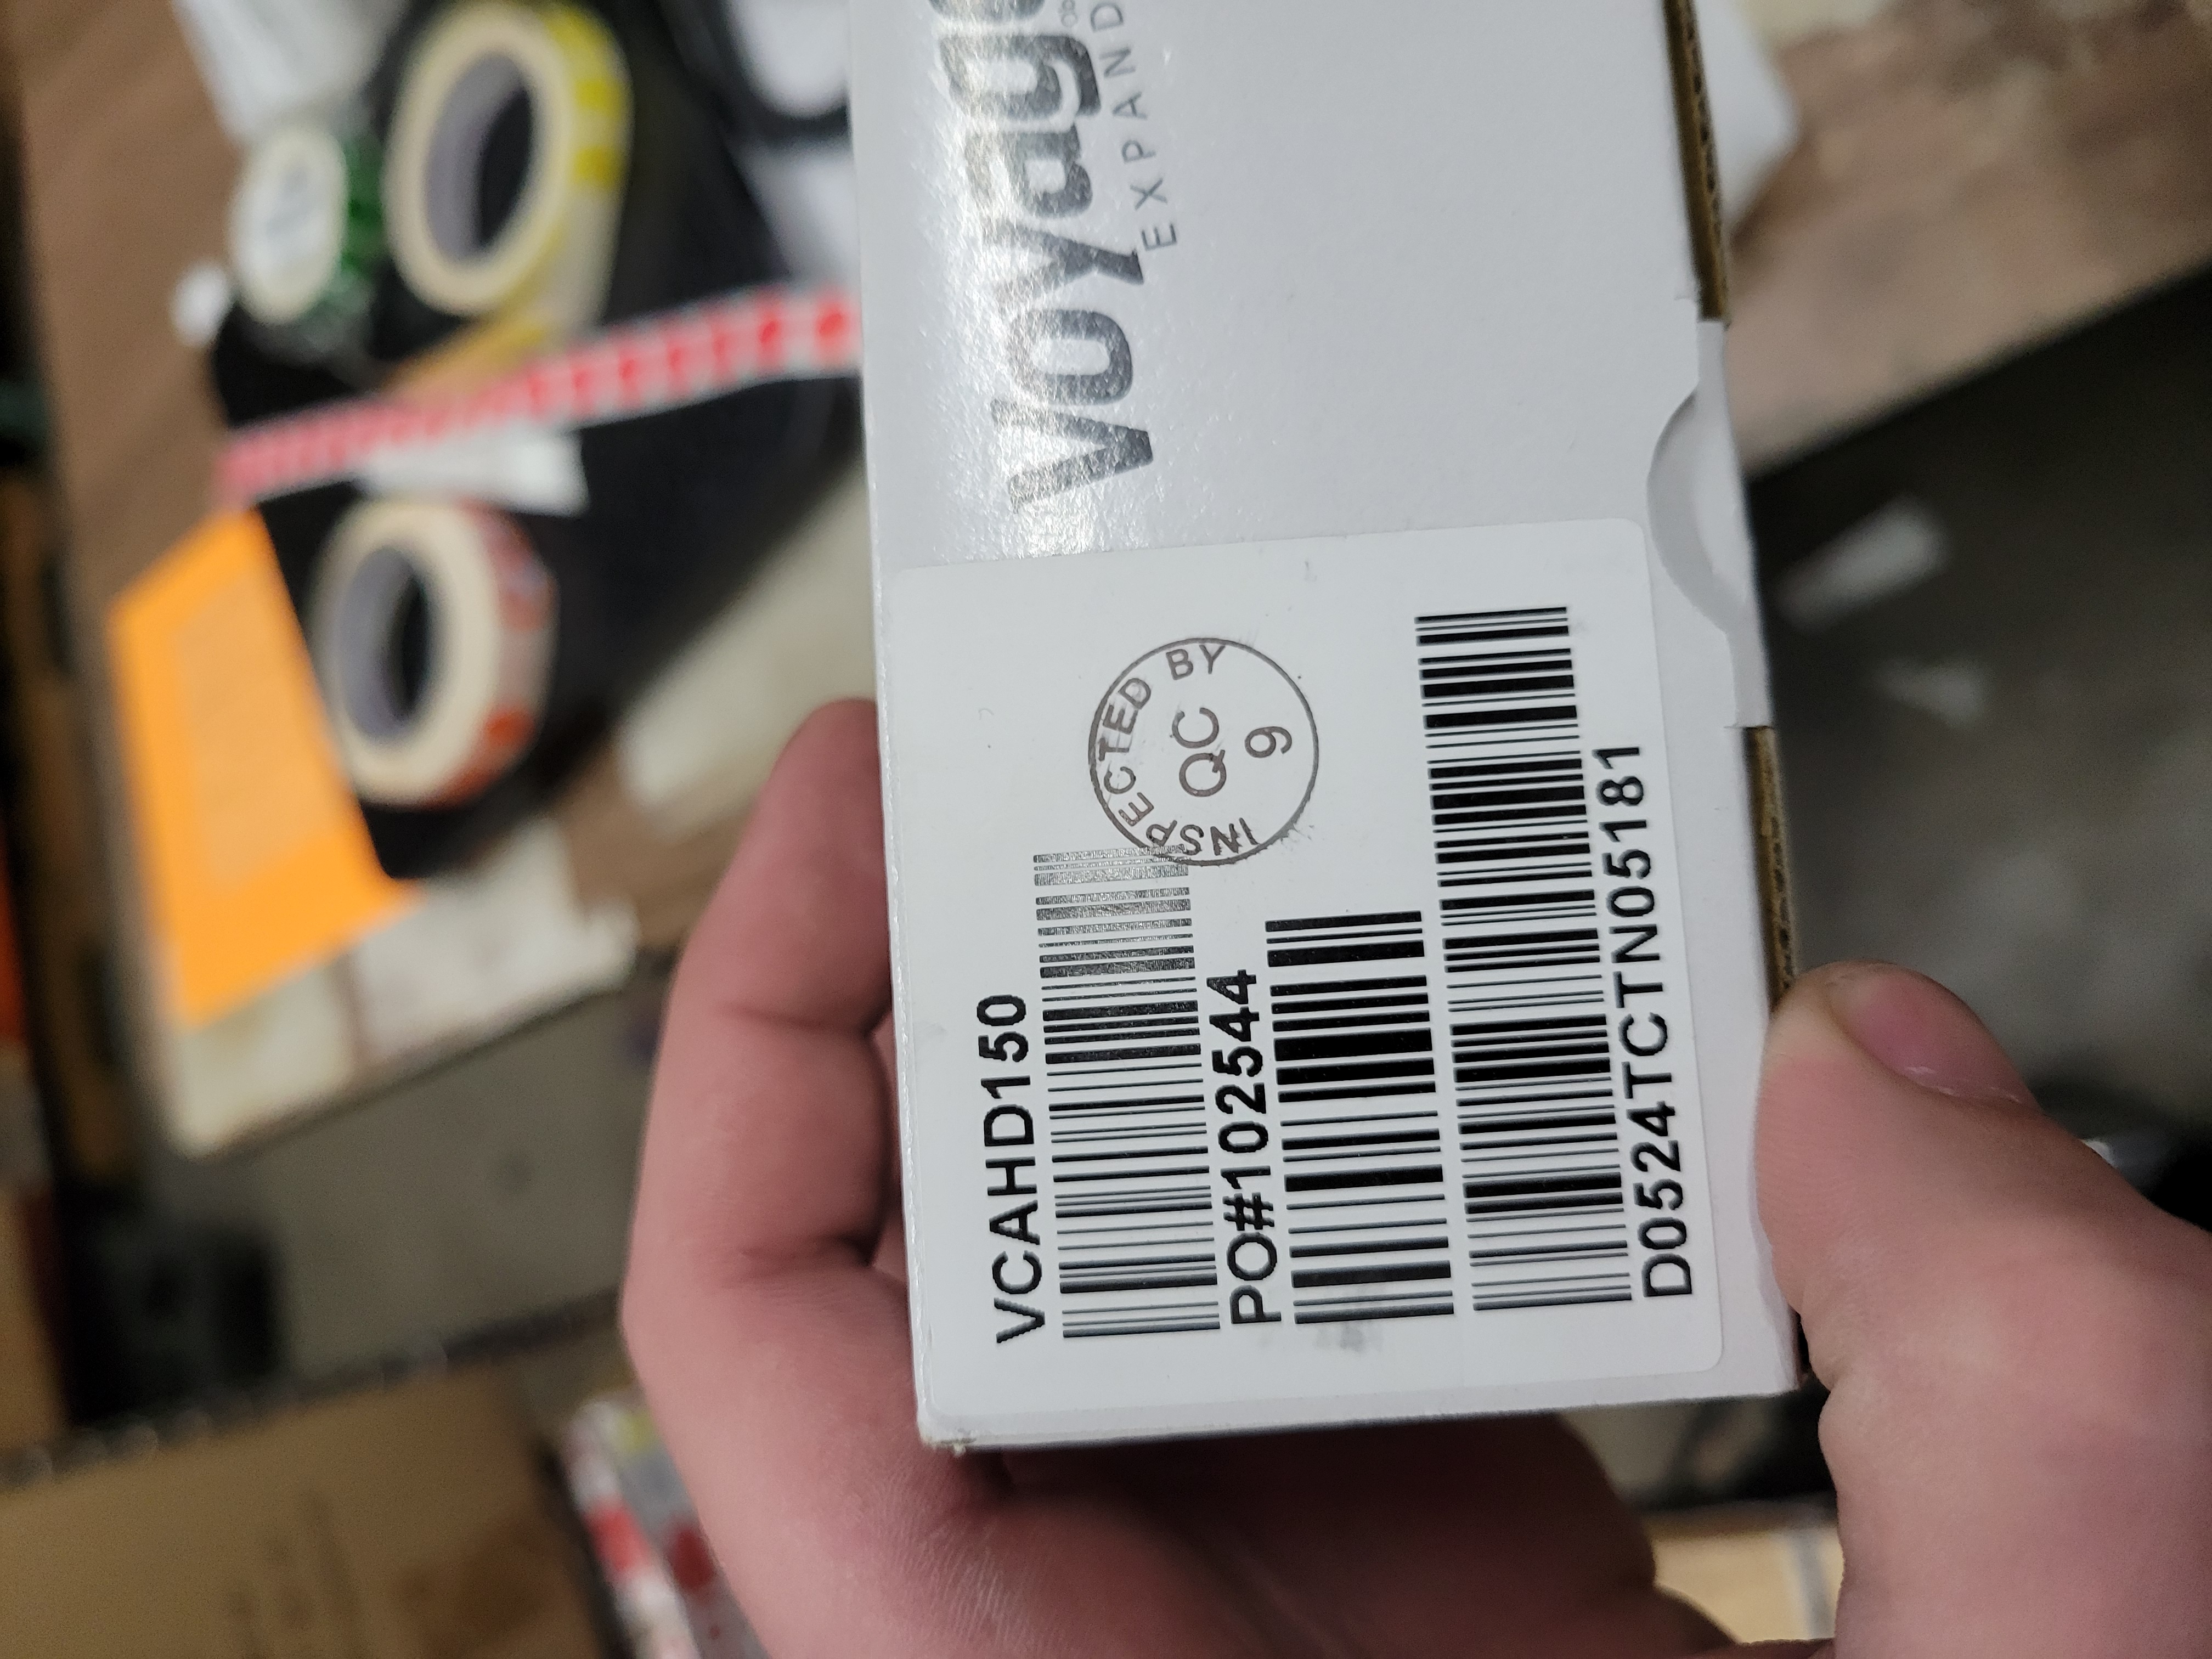 Voyage
EXPAND
VCAHD150
PO#102544
D0524TCTN05181
INSPECTED BY
QC
9